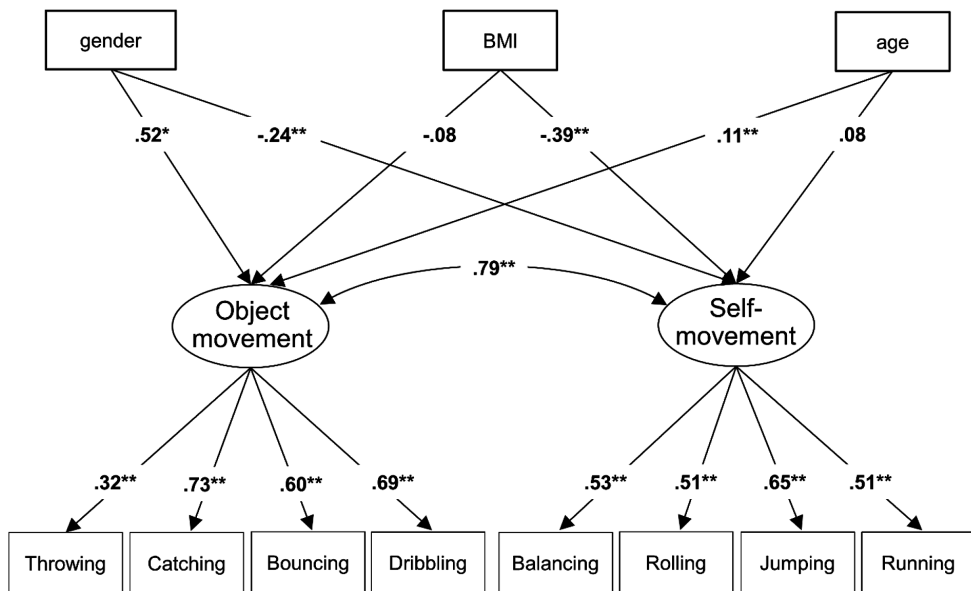 gender BMI age
.52* -.24** -.08 -.39** .11** .08
.79**
Object
movement
Self-
movement
.32** .73** .60** .69** .53** .51** .65** .51**
Throwing Catching Bouncing Dribbling Balancing Rolling Jumping Running